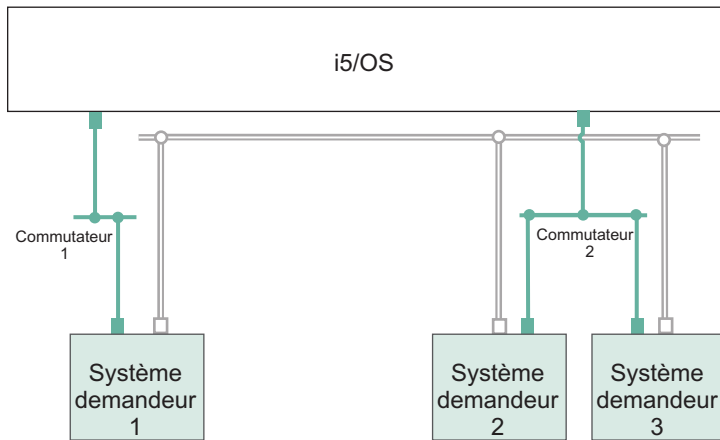 i5/OS
Commutateur
1
Commutateur
2
Système
demandeur
1
Système
demandeur
2
Système
demandeur
3